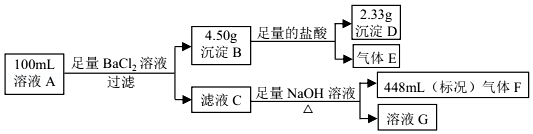 100mL
溶液 A
足量 BaCl₂ 溶液
过滤
4.50g
沉淀 B
足量的盐酸
2.33g
沉淀 D
气体 E
滤液 C
足量 NaOH 溶液
△
448mL（标况）气体 F
溶液 G